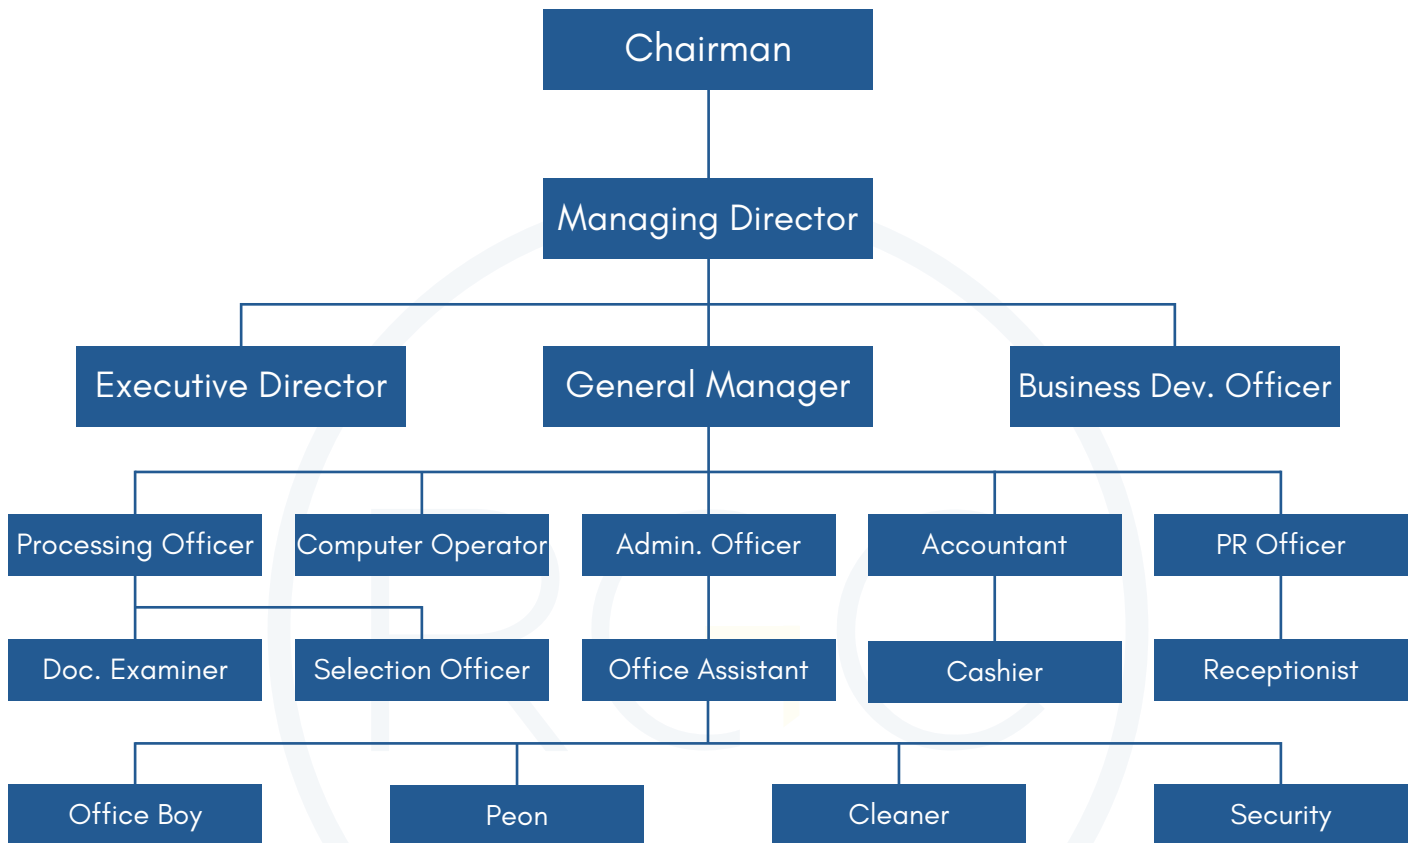 Chairman
Managing Director
Executive Director
General Manager
Business Dev. Officer
Processing Officer
Computer Operator
Admin. Officer
Accountant
PR Officer
Doc. Examiner
Selection Officer
Office Assistant
Cashier
Receptionist
Office Boy
Peon
Cleaner
Security